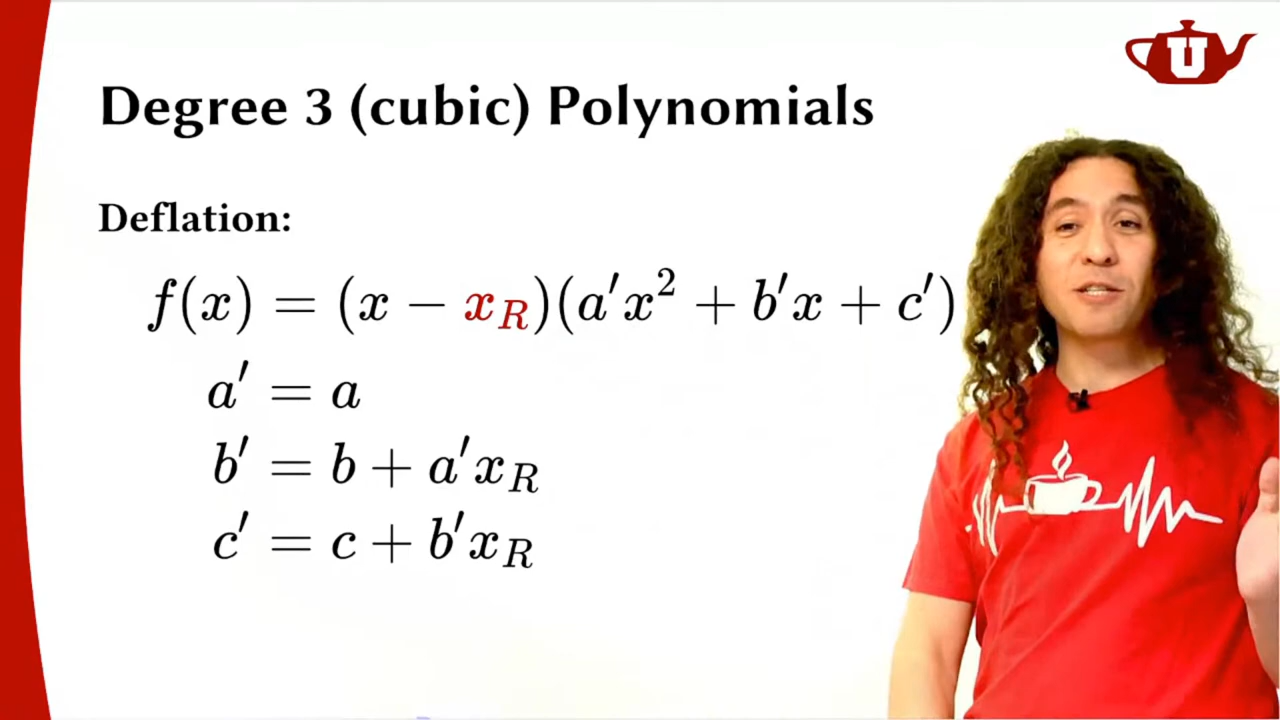 U
Degree 3 (cubic) Polynomials
Deflation:
f(x) = (x − x_R)(a′x² + b′x + c′)
a′ = a
b′ = b + a′x_R
c′ = c + b′x_R